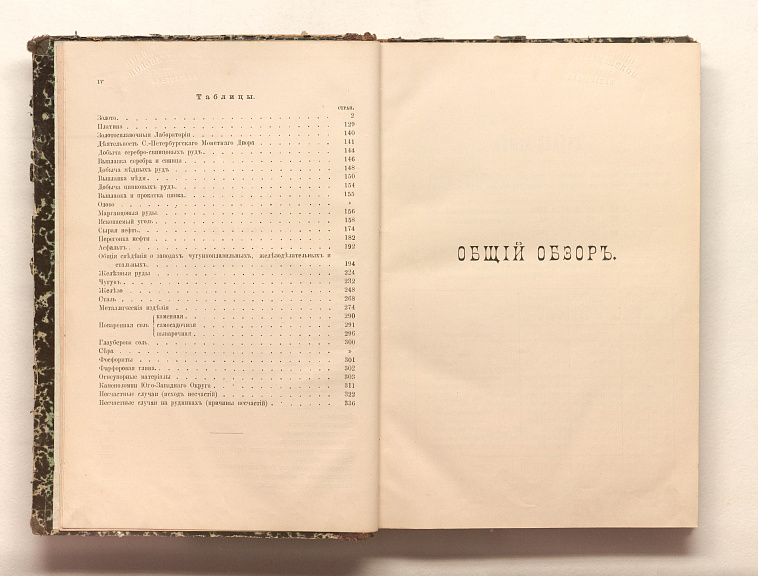 IV
Таблицы.
СТРАН.
Золото. 2
Платина 129
Золотосплавочныя Лабораторіи 140
Дѣятельность С.-Петербургскаго Монетнаго Двора 141
Добыча серебро-свинцовыхъ рудъ 144
Выплавка серебра и свинца 146
Добыча мѣдныхъ рудъ 148
Выплавка мѣди 150
Добыча цинковыхъ рудъ 154
Выплавка и прокатка цинка 155
Олово »
Марганцовыя руды 156
Ископаемый уголь 158
Сырая нефть 174
Перегонка нефти 182
Асфальтъ 192
Общія свѣдѣнія о заводахъ чугунноплавильныхъ, желѣзодѣлательныхъ и
стальныхъ 194
Желѣзныя руды 224
Чугунъ 232
Желѣзо 248
Сталь 268
Металлическія издѣлія 274
каменная 290
Поваренная соль самосадочная 291
выварочная 296
Глауберова соль 300
Сѣра »
Фосфориты 301
Фарфоровая глина 302
Огнеупорные матеріалы 303
Каменоломни Юго-Западнаго Округа 311
Несчастные случаи (исходъ несчастій) 322
Несчастные случаи на рудникахъ (причины несчастій) 336
ОБЩІЙ ОБЗОРЪ.